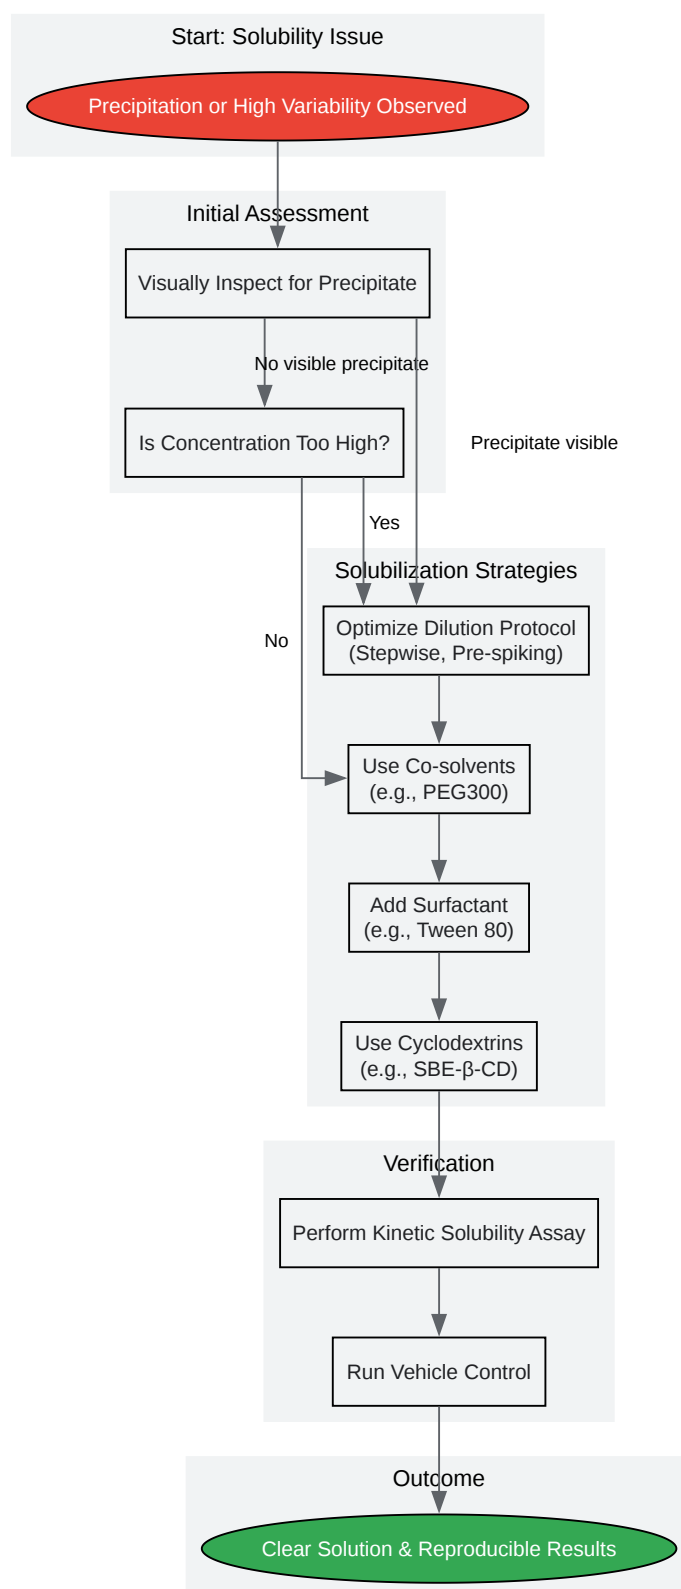 Start: Solubility Issue
Precipitation or High Variability Observed
Initial Assessment
Visually Inspect for Precipitate
No visible precipitate
Is Concentration Too High?
Precipitate visible
Yes
Solubilization Strategies
Optimize Dilution Protocol
(Stepwise, Pre-spiking)
No
Use Co-solvents
(e.g., PEG300)
Add Surfactant
(e.g., Tween 80)
Use Cyclodextrins
(e.g., SBE-β-CD)
Verification
Perform Kinetic Solubility Assay
Run Vehicle Control
Outcome
Clear Solution & Reproducible Results